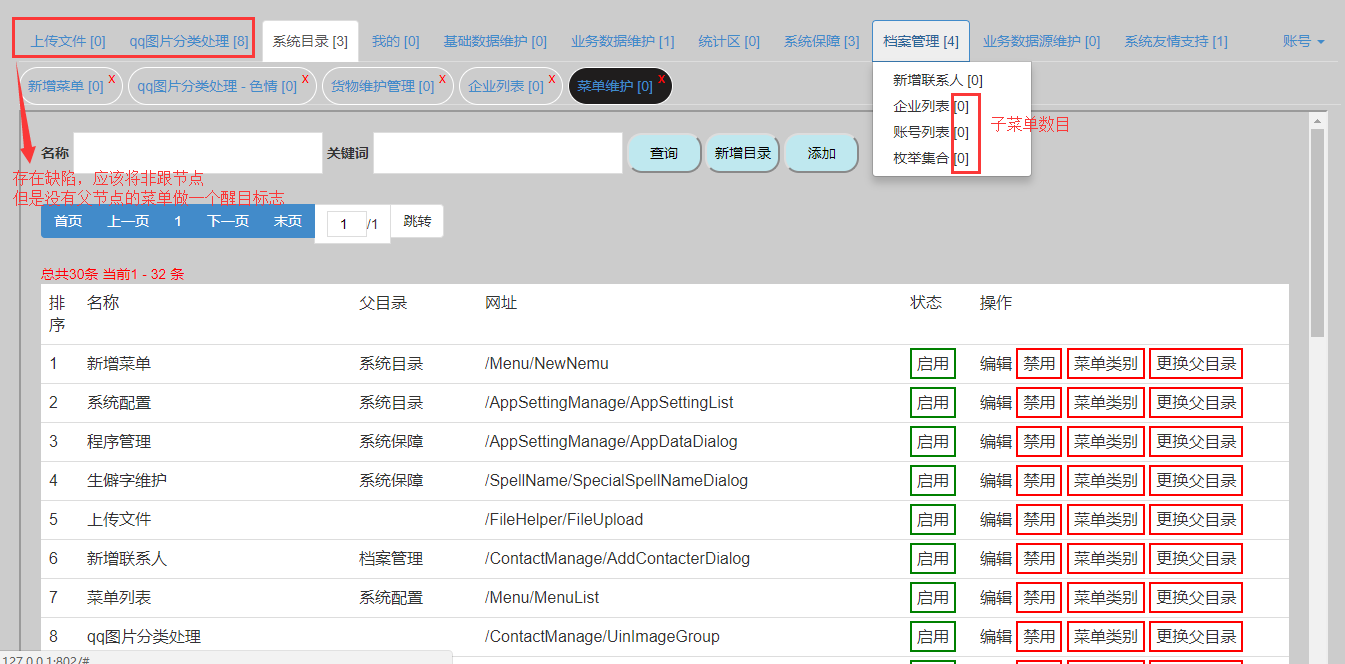 上传文件 [0] qq图片分类处理 [8] 系统目录 [3] 我的 [0] 基础数据维护 [0] 业务数据维护 [1] 统计区 [0] 系统保障 [3] 档案管理 [4] 业务数据源维护 [0] 系统友情支持 [1] 账号
新增菜单 [0] X qq图片分类处理 - 色情 [0] X 货物维护管理 [0] X 企业列表 [0] X 菜单维护 [0] X
新增联系人 [0]
企业列表 [0]
账号列表 [0]
枚举集合 [0]
子菜单数目
名称 关键词 查询 新增目录 添加
存在缺陷，应该将非跟节点
但是没有父节点的菜单做一个醒目标志
首页 上一页 1 下一页 末页 1 /1 跳转
总共30条 当前1 - 32 条
排序 名称 父目录 网址 状态 操作
1 新增菜单 系统目录 /Menu/NewNemu 启用 编辑 禁用 菜单类别 更换父目录
2 系统配置 系统目录 /AppSettingManage/AppSettingList 启用 编辑 禁用 菜单类别 更换父目录
3 程序管理 系统保障 /AppSettingManage/AppDataDialog 启用 编辑 禁用 菜单类别 更换父目录
4 生僻字维护 系统保障 /SpellName/SpecialSpellNameDialog 启用 编辑 禁用 菜单类别 更换父目录
5 上传文件 /FileHelper/FileUpload 启用 编辑 禁用 菜单类别 更换父目录
6 新增联系人 档案管理 /ContactManage/AddContacterDialog 启用 编辑 禁用 菜单类别 更换父目录
7 菜单列表 系统配置 /Menu/MenuList 启用 编辑 禁用 菜单类别 更换父目录
8 qq图片分类处理 /ContactManage/UinImageGroup 启用 编辑 禁用 菜单类别 更换父目录
127.0.0.1:802/#